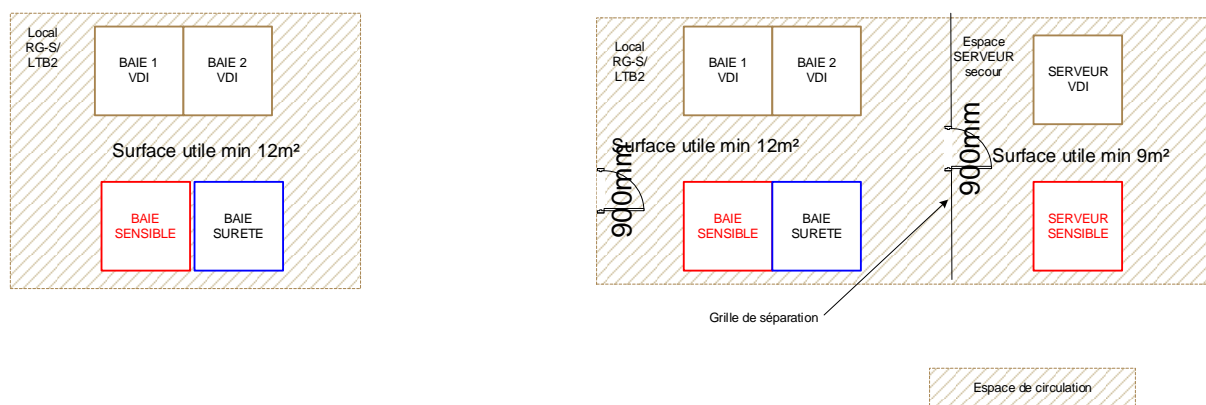 Local
RG-S/
LTB2
BAIE 1
VDI
BAIE 2
VDI
Surface utile min 12m²
BAIE
SENSIBLE
BAIE
SURETE
Local
RG-S/
LTB2
BAIE 1
VDI
BAIE 2
VDI
Surface utile min 12m²
900mm
BAIE
SENSIBLE
BAIE
SURETE
Espace
SERVEUR
secour
SERVEUR
VDI
900mm
Surface utile min 9m²
SERVEUR
SENSIBLE
Grille de séparation
Espace de circulation